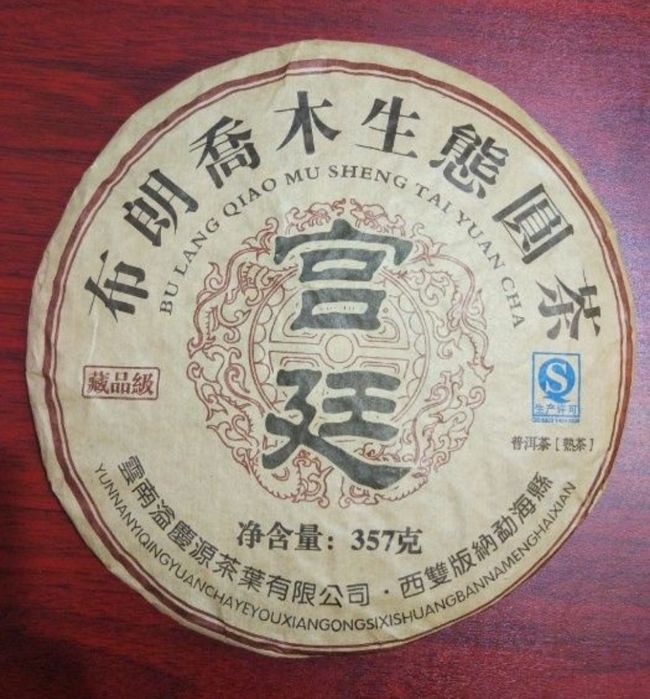 布朗喬木生態圓茶
BU LANG QIAO MU SHENG TAI YUAN CHA
宫廷
藏品級
生产许可
普洱茶【熟茶】
净含量：357克
雲南溢慶源茶葉有限公司·西雙版納勐海縣
YUNNANYIQINGYUANCHAYEYOUXIANGONGSIXISHUANGBANNAMENGHAIXIAN